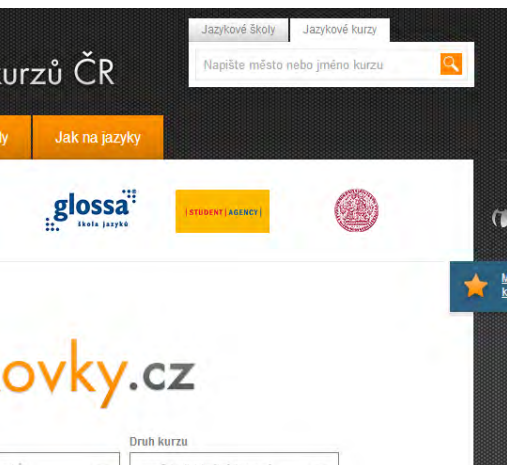 Jazykové školy
Jazykové kurzy
Napište město nebo jméno kurzu
kurzů ČR
Jak na jazyky
glossa
škola jazyků
|STUDENT|AGENCY|
ovky.cz
Druh kurzu